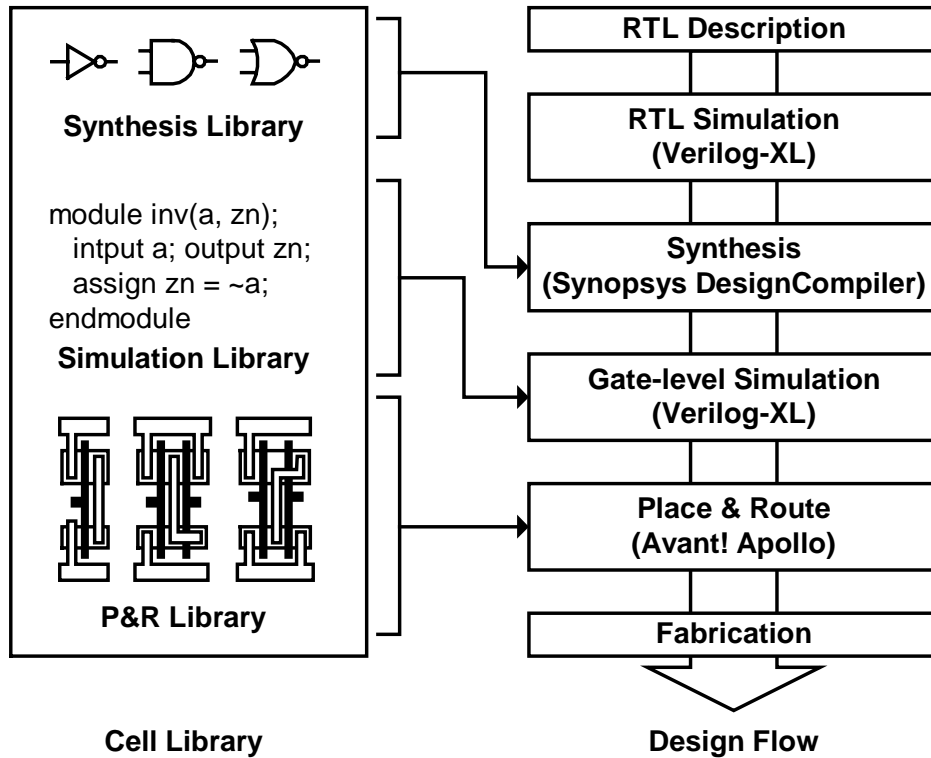 Synthesis Library
module inv(a, zn);
intput a; output zn;
assign zn = ~a;
endmodule
Simulation Library
P&R Library
Cell Library
RTL Description
RTL Simulation
(Verilog-XL)
Synthesis
(Synopsys DesignCompiler)
Gate-level Simulation
(Verilog-XL)
Place & Route
(Avant! Apollo)
Fabrication
Design Flow